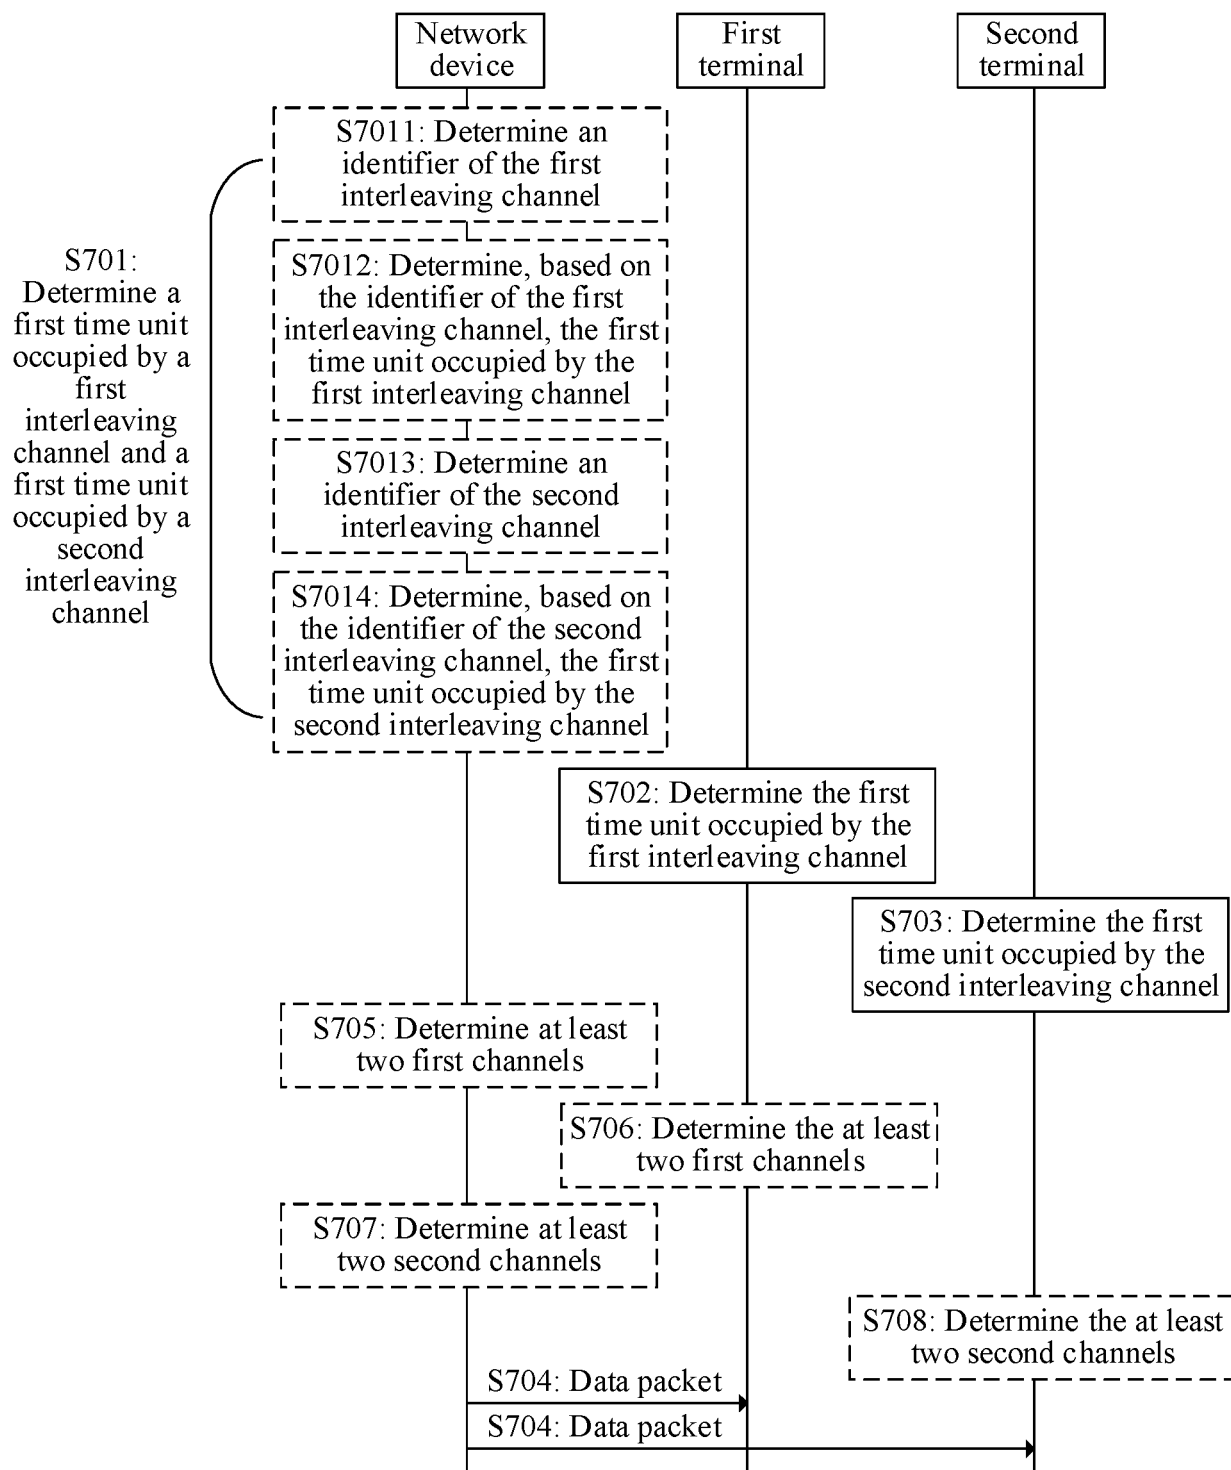 Network
device
First
terminal
Second
terminal
S7011: Determine an
identifier of the first
interleaving channel
S701:
Determine a
first time unit
occupied by a
first
interleaving
channel and a
first time unit
occupied by a
second
interleaving
channel
S7012: Determine, based on
the identifier of the first
interleaving channel, the first
time unit occupied by the
first interleaving channel
S7013: Determine an
identifier of the second
interleaving channel
S7014: Determine, based on
the identifier of the second
interleaving channel, the first
time unit occupied by the
second interleaving channel
S702: Determine the first
time unit occupied by the
first interleaving channel
S703: Determine the first
time unit occupied by the
second interleaving channel
S705: Determine at least
two first channels
S706: Determine the at least
two first channels
S707: Determine at least
two second channels
S708: Determine the at least
two second channels
S704: Data packet
S704: Data packet